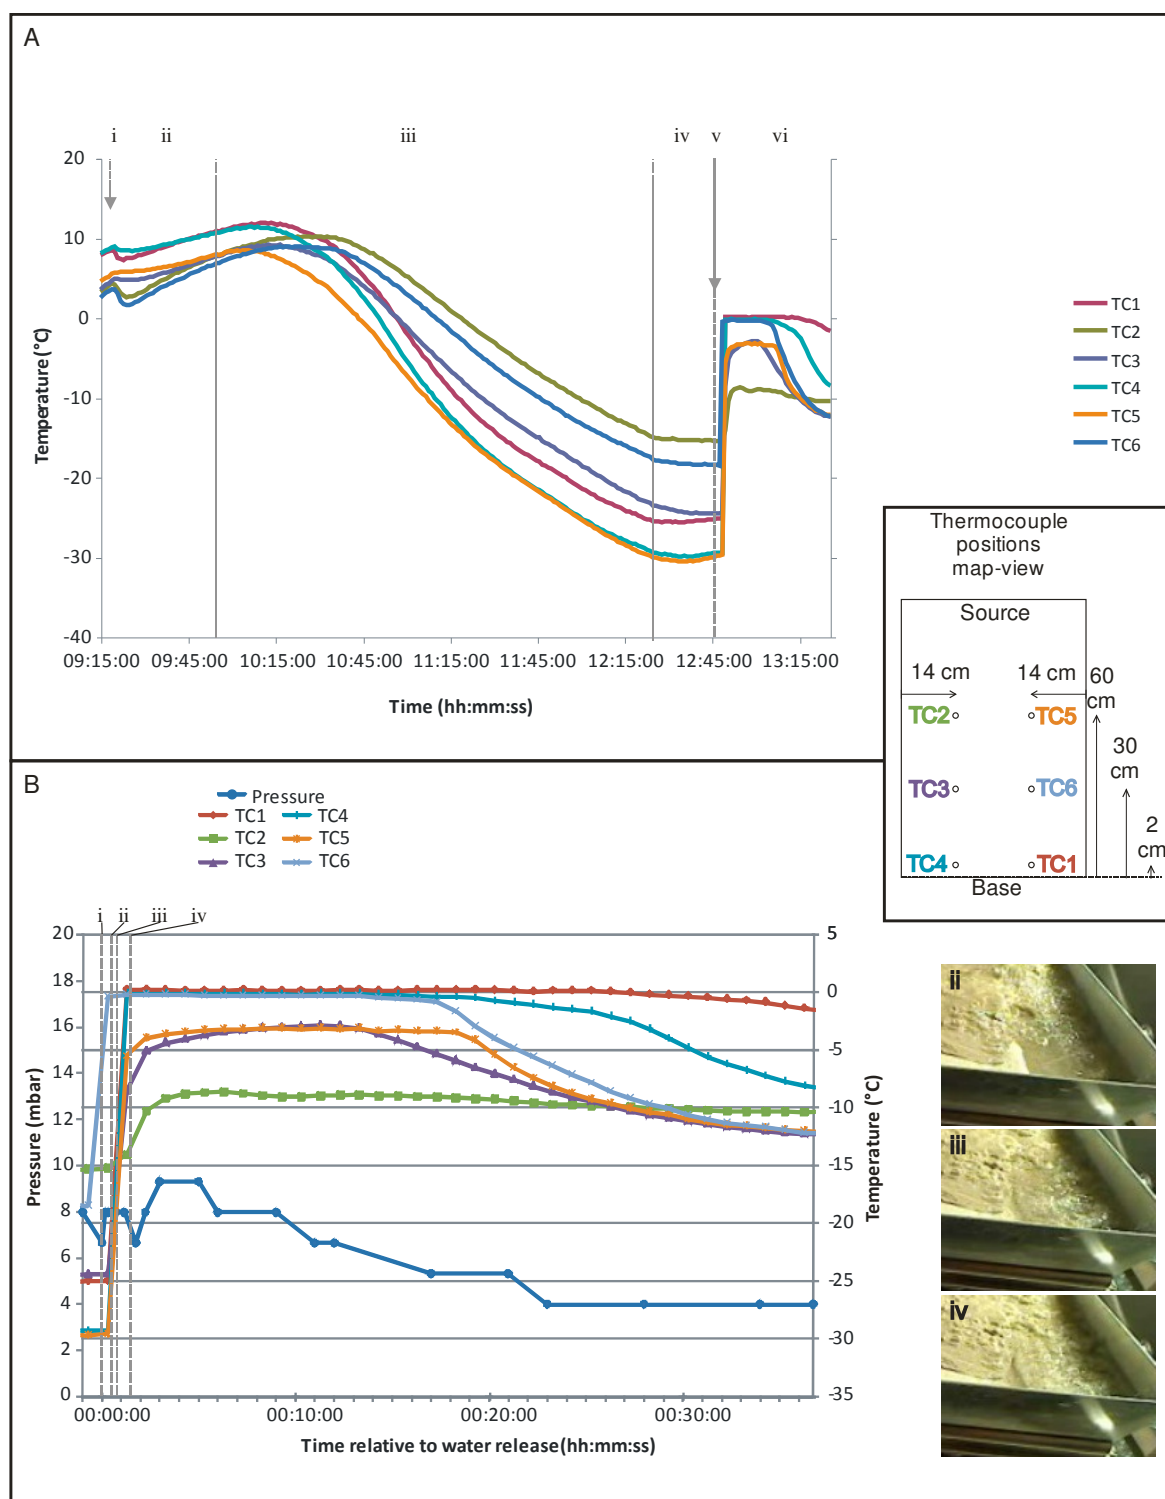 A
i ii iii iv v vi
20
10
0
-10
-20
-30
-40
Temperature (°C)
09:15:00 09:45:00 10:15:00 10:45:00 11:15:00 11:45:00 12:15:00 12:45:00 13:15:00
Time (hh:mm:ss)
TC1
TC2
TC3
TC4
TC5
TC6
Thermocouple
positions
map-view
Source
14 cm 14 cm 60
cm
TC2 TC5
30
cm
TC3 TC6
2
cm
TC4 TC1
Base
B
Pressure
TC1 TC4
TC2 TC5
TC3 TC6
i ii iii iv
20 5
18 0
16
14 -5
12 -10
10 -15
8
6 -20
4 -25
2 -30
0 -35
Pressure (mbar)
Temperature (°C)
00:00:00 00:10:00 00:20:00 00:30:00
Time relative to water release(hh:mm:ss)
ii
iii
iv